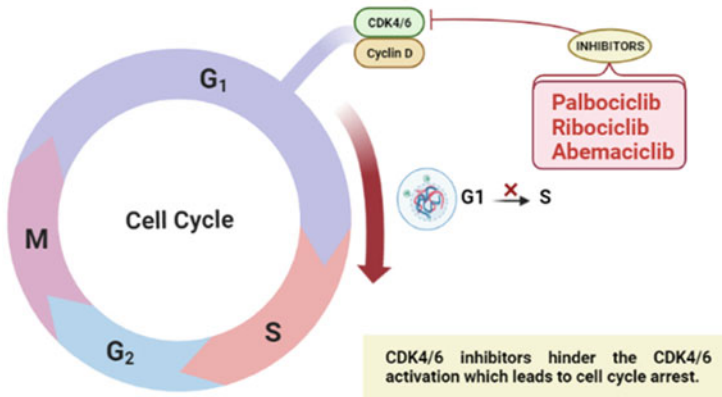 CDK4/6
Cyclin D
INHIBITORS
Palbociclib
Ribociclib
Abemaciclib
G1
G1 S
Cell Cycle
M
S
G2
CDK4/6 inhibitors hinder the CDK4/6
activation which leads to cell cycle arrest.